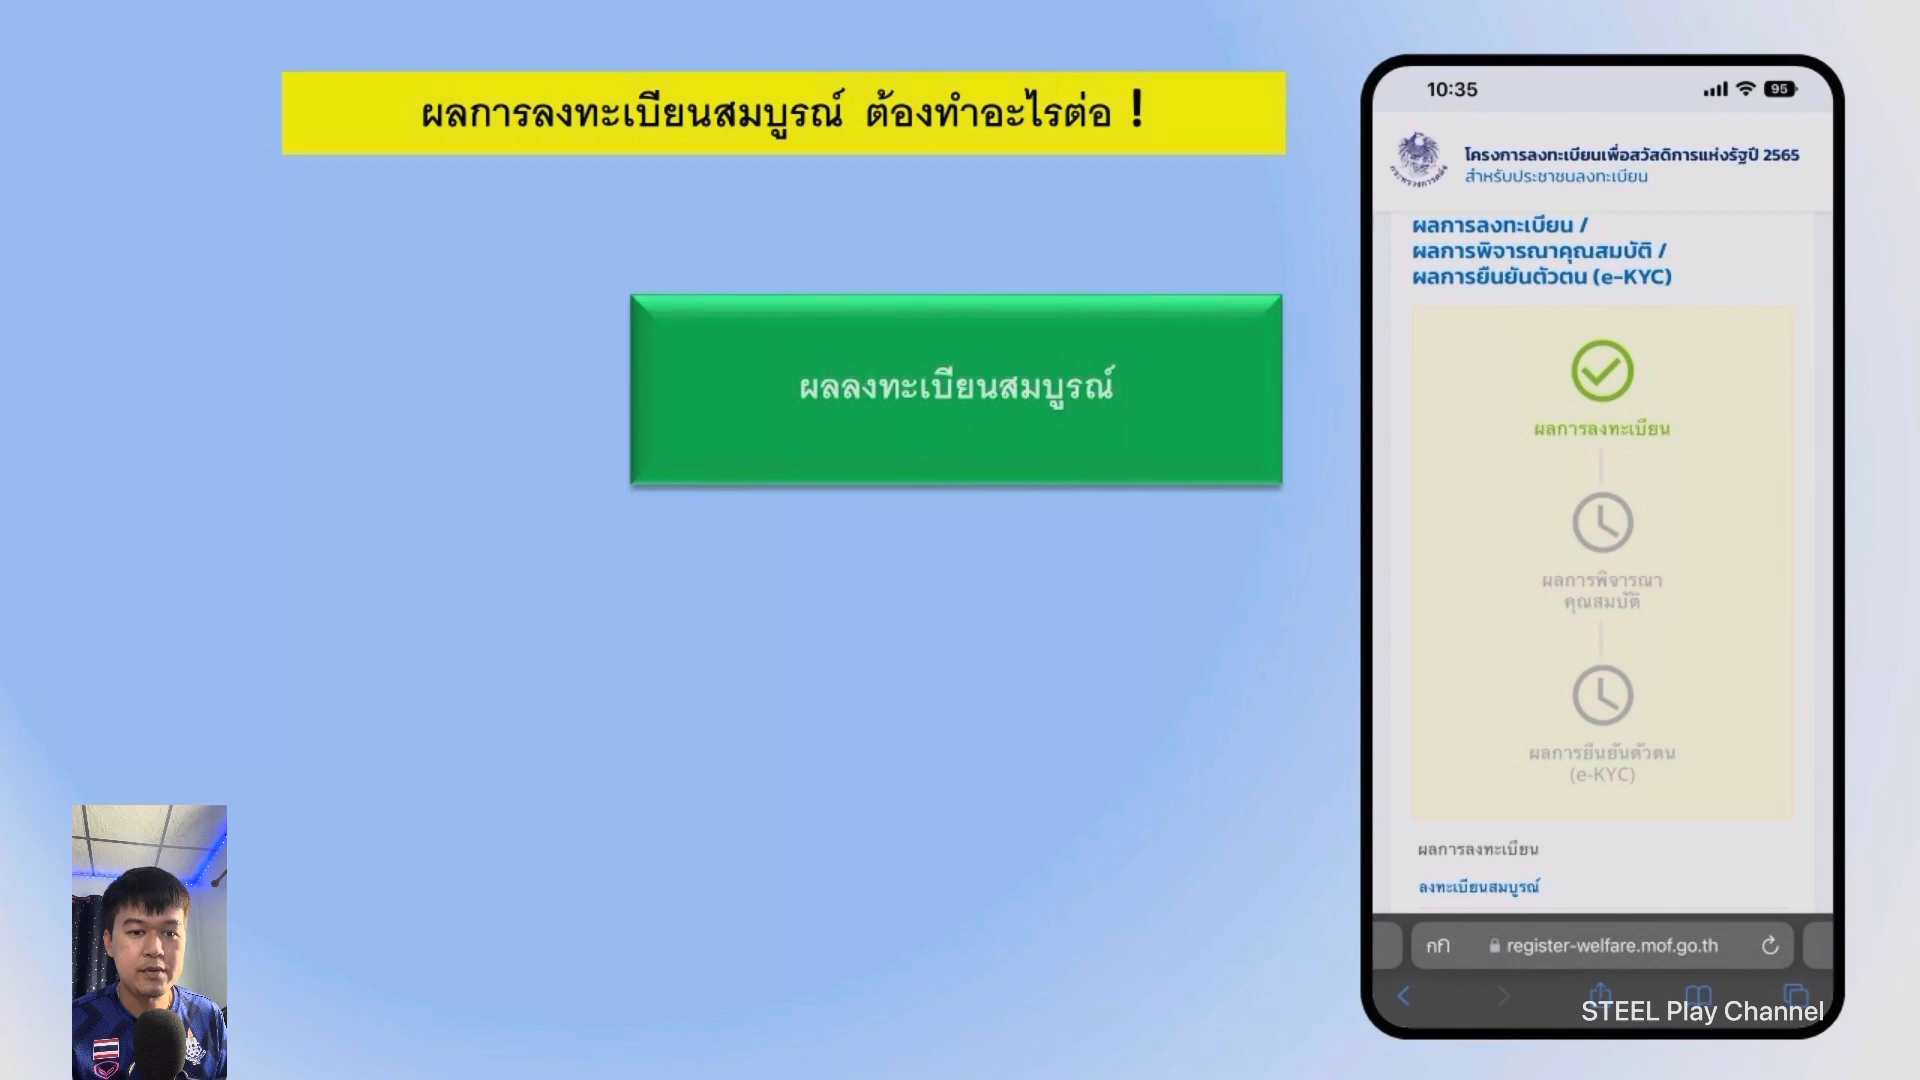 ผลการลงทะเบียนสมบูรณ์ ต้องทำอะไรต่อ !
ผลลงทะเบียนสมบูรณ์
10:35
95
โครงการลงทะเบียนเพื่อสวัสดิการแห่งรัฐปี 2565
สำหรับประชาชนลงทะเบียน
ผลการลงทะเบียน /
ผลการพิจารณาคุณสมบัติ /
ผลการยืนยันตัวตน (e-KYC)
ผลการลงทะเบียน
ผลการพิจารณา
คุณสมบัติ
ผลการยืนยันตัวตน
(e-KYC)
ผลการลงทะเบียน
ลงทะเบียนสมบูรณ์
กก register-welfare.mof.go.th
STEEL Play Channel